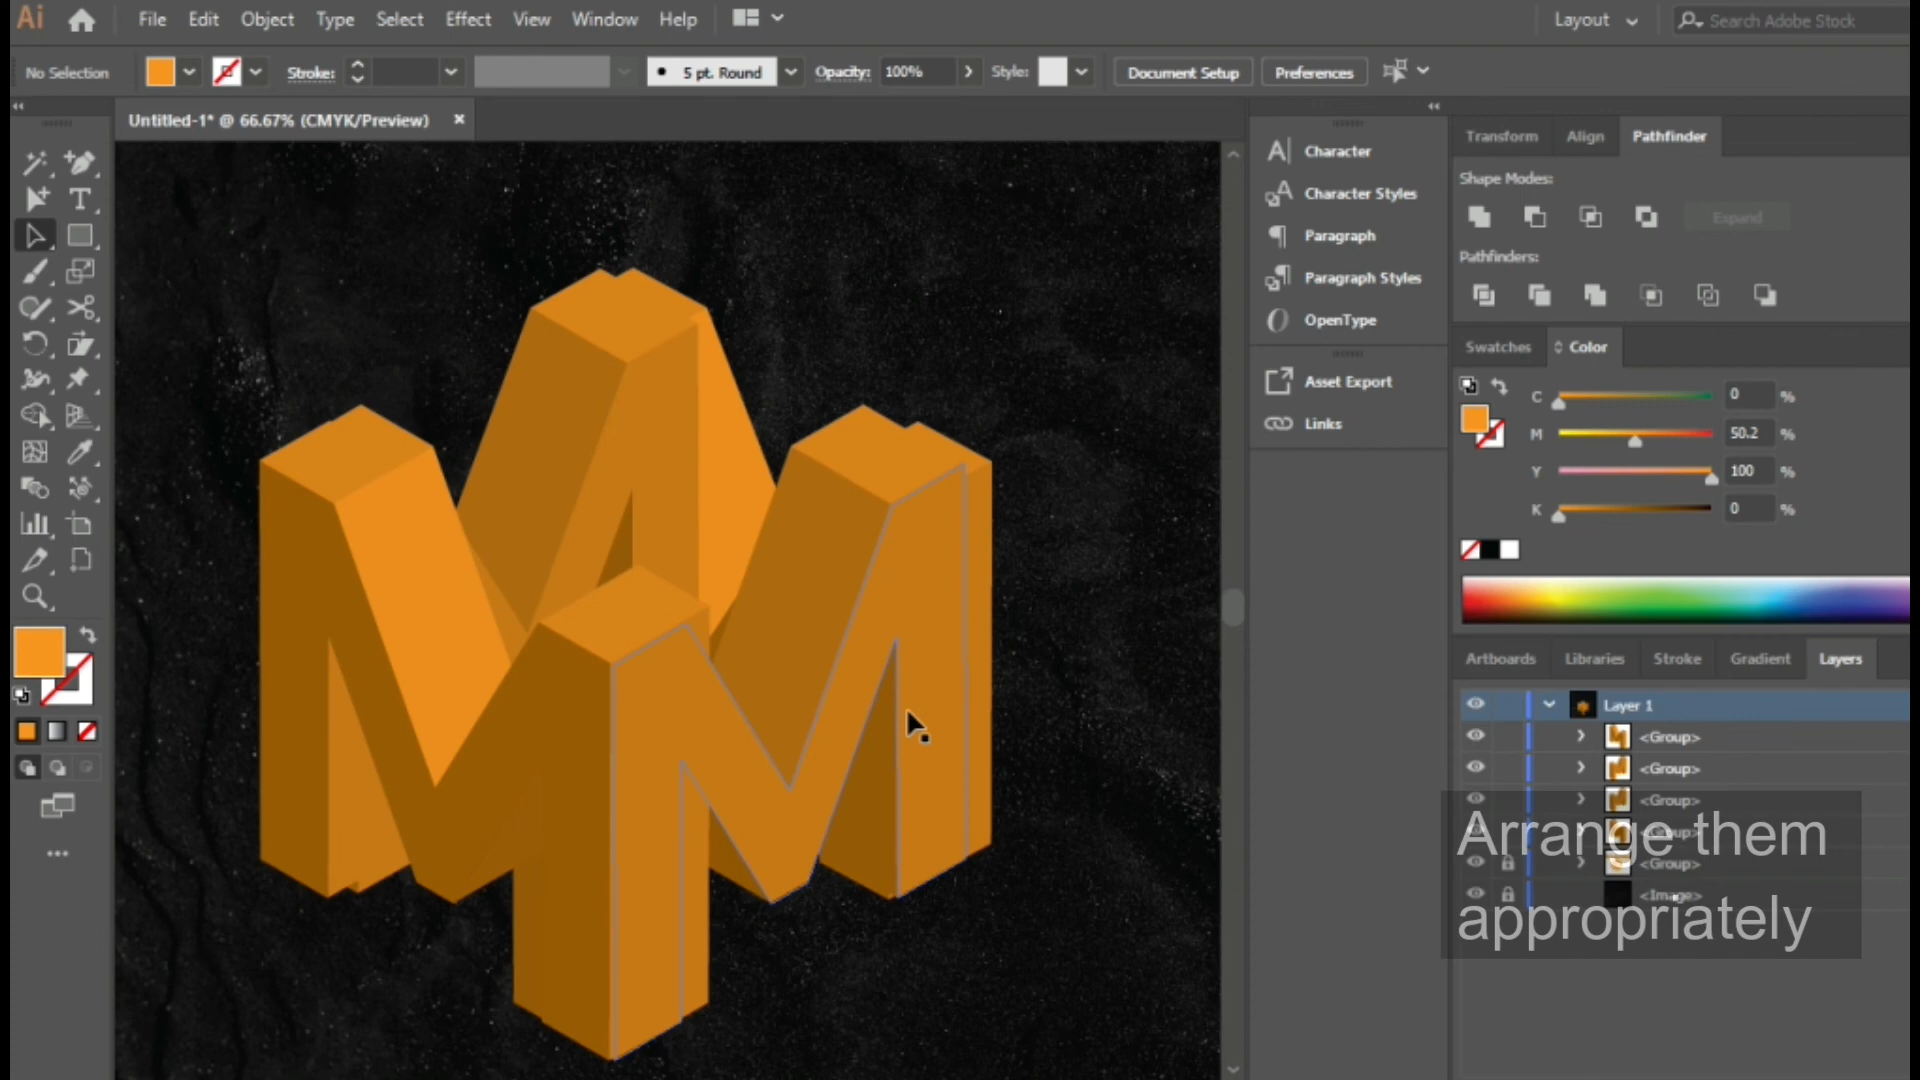 Ai
File Edit Object Type Select Effect View Window Help
Layout
Search Adobe Stock
No Selection
Stroke:
5 pt. Round
Opacity: 100%
Style:
Document Setup
Preferences
Untitled-1* @ 66.67% (CMYK/Preview)
Character
Character Styles
Paragraph
Paragraph Styles
OpenType
Asset Export
Links
Transform Align Pathfinder
Shape Modes:
Expand
Pathfinders:
Swatches Color
C 0 %
M 50.2 %
Y 100 %
K 0 %
Artboards Libraries Stroke Gradient Layers
Layer 1
<Group>
<Group>
<Group>
<Group>
<Group>
<Image>
Arrange them
appropriately